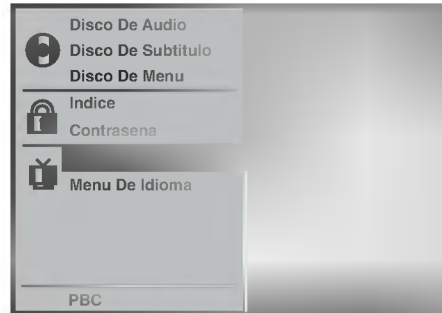 Disco De Audio
Disco De Subtitulo
Disco De Menu
Indice
Contrasena
Menu De Idioma
PBC